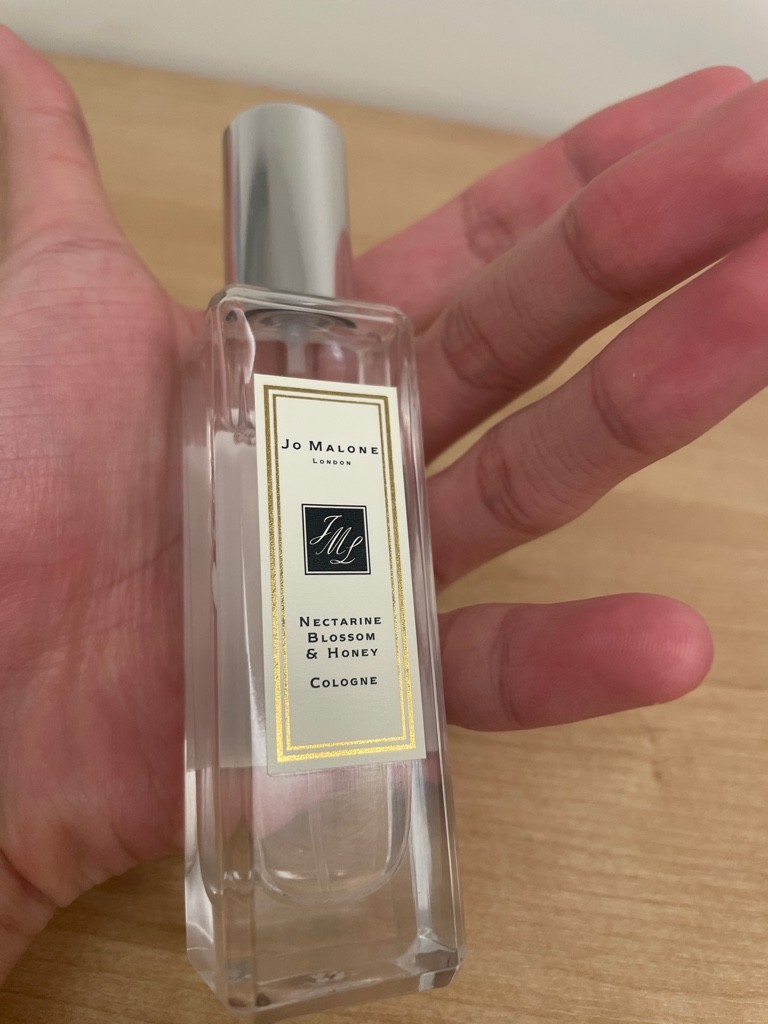 Jo Malone
London
JML
Nectarine
Blossom
& Honey
Cologne